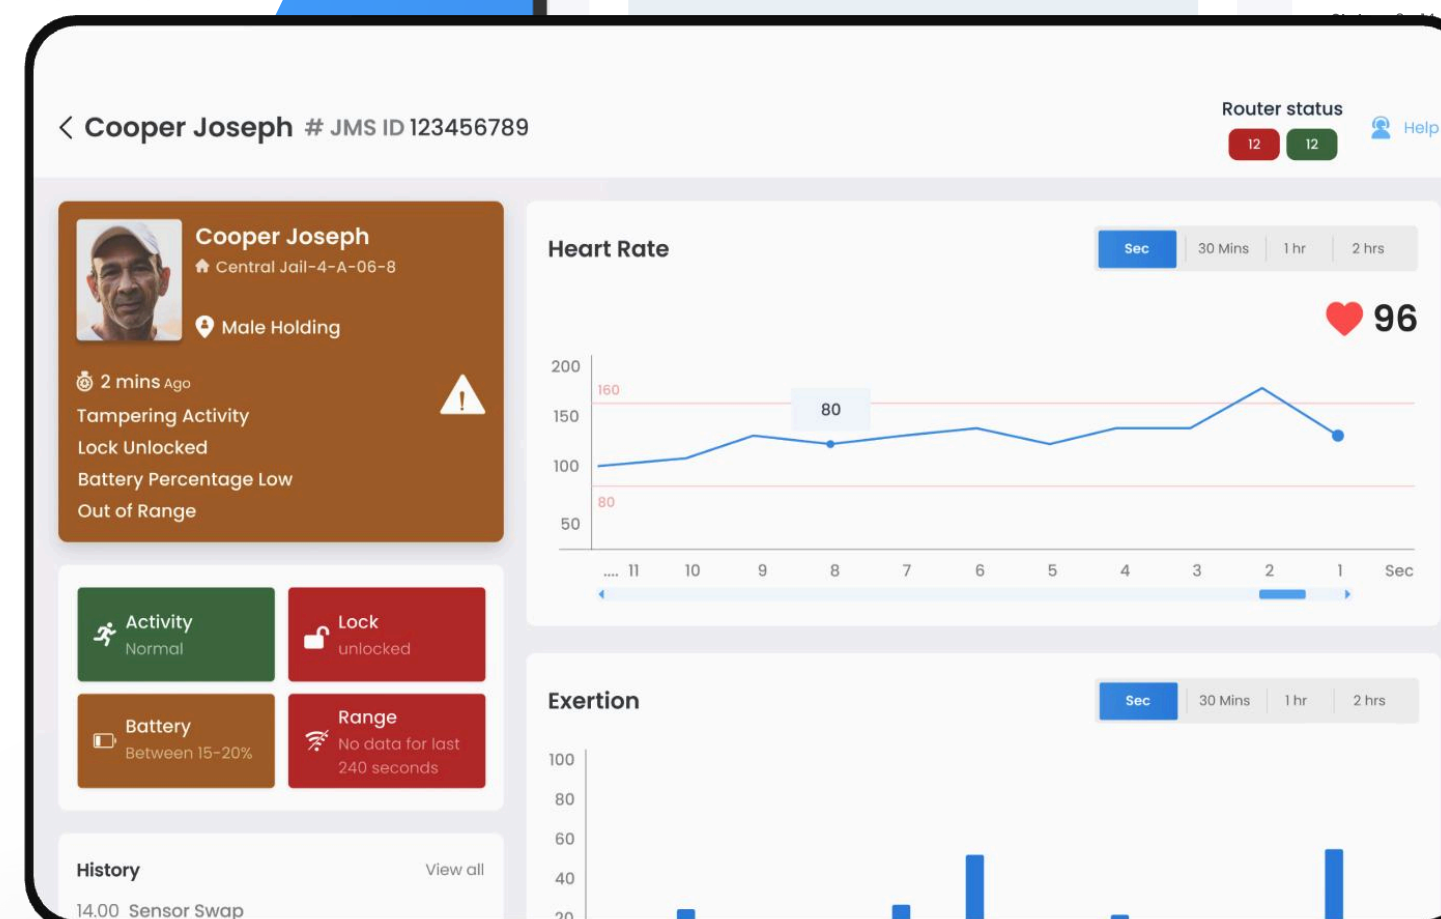 Cooper Joseph # JMS ID 123456789
Router status
12 12
Help
Cooper Joseph
Central Jail-4-A-06-8
Male Holding
2 mins Ago
Tampering Activity
Lock Unlocked
Battery Percentage Low
Out of Range
Activity
Normal
Lock
unlocked
Battery
Between 15-20%
Range
No data for last
240 seconds
History View all
14.00 Sensor Swap
Heart Rate
Sec 30 Mins 1 hr 2 hrs
96
200
160
150
80
100
80
50
.... 11 10 9 8 7 6 5 4 3 2 1 Sec
Exertion
Sec 30 Mins 1 hr 2 hrs
100
80
60
40
20